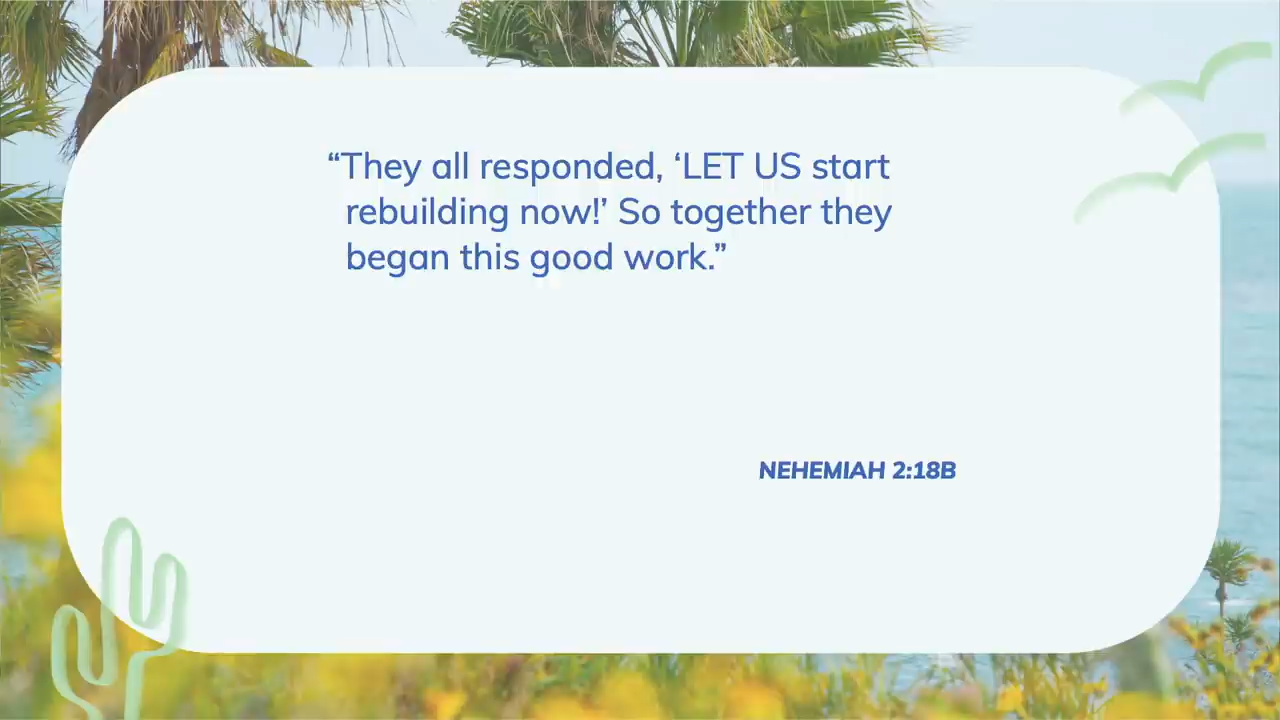 “They all responded, ‘LET US start
rebuilding now!’ So together they
began this good work.”
NEHEMIAH 2:18B